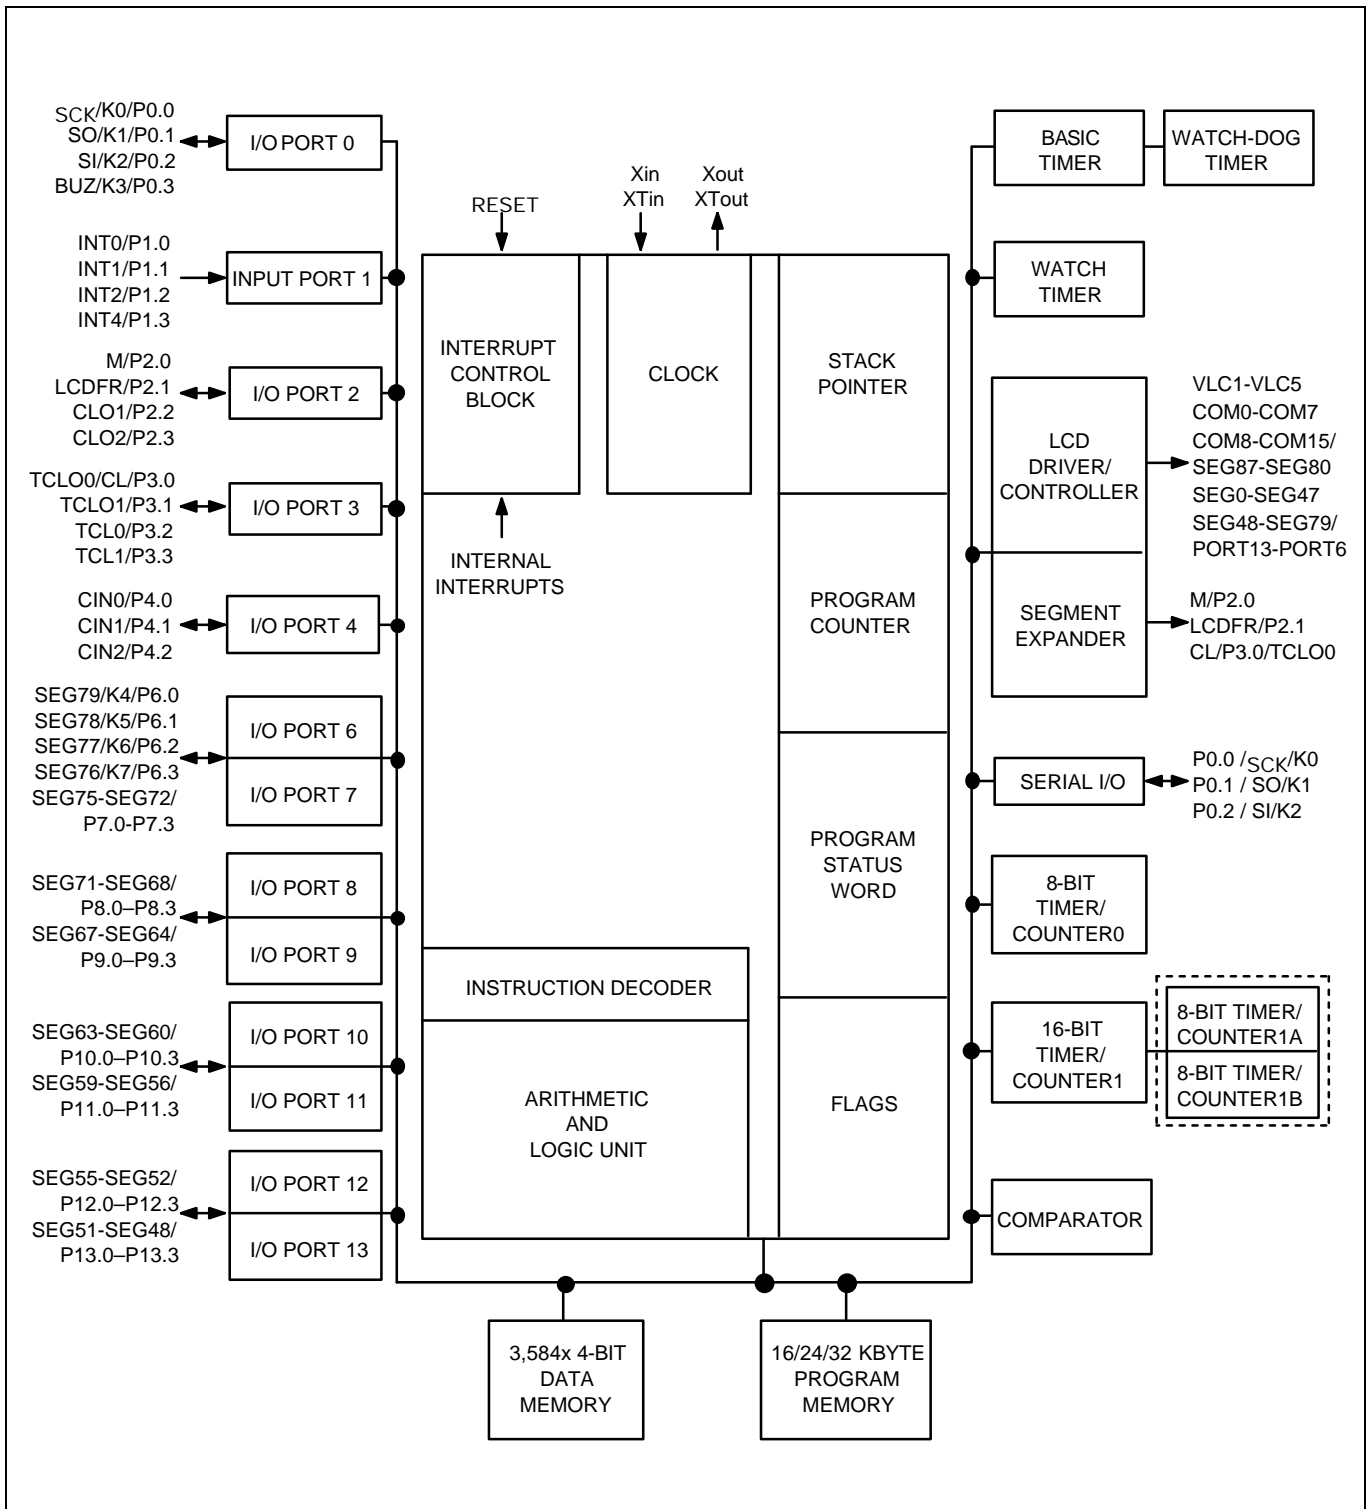 SCK/K0/P0.0
SO/K1/P0.1
SI/K2/P0.2
BUZ/K3/P0.3
I/O PORT 0
INT0/P1.0
INT1/P1.1
INT2/P1.2
INT4/P1.3
INPUT PORT 1
M/P2.0
LCDFR/P2.1
CLO1/P2.2
CLO2/P2.3
I/O PORT 2
TCLO0/CL/P3.0
TCLO1/P3.1
TCL0/P3.2
TCL1/P3.3
I/O PORT 3
CIN0/P4.0
CIN1/P4.1
CIN2/P4.2
I/O PORT 4
SEG79/K4/P6.0
SEG78/K5/P6.1
SEG77/K6/P6.2
SEG76/K7/P6.3
SEG75-SEG72/
P7.0-P7.3
I/O PORT 6
I/O PORT 7
SEG71-SEG68/
P8.0–P8.3
SEG67-SEG64/
P9.0–P9.3
I/O PORT 8
I/O PORT 9
SEG63-SEG60/
P10.0–P10.3
SEG59-SEG56/
P11.0–P11.3
I/O PORT 10
I/O PORT 11
SEG55-SEG52/
P12.0–P12.3
SEG51-SEG48/
P13.0–P13.3
I/O PORT 12
I/O PORT 13
RESET
Xin
XTin
Xout
XTout
INTERRUPT
CONTROL
BLOCK
CLOCK
STACK
POINTER
INTERNAL
INTERRUPTS
PROGRAM
COUNTER
PROGRAM
STATUS
WORD
INSTRUCTION DECODER
ARITHMETIC
AND
LOGIC UNIT
FLAGS
3,584x 4-BIT
DATA
MEMORY
16/24/32 KBYTE
PROGRAM
MEMORY
BASIC
TIMER
WATCH-DOG
TIMER
WATCH
TIMER
LCD
DRIVER/
CONTROLLER
VLC1-VLC5
COM0-COM7
COM8-COM15/
SEG87-SEG80
SEG0-SEG47
SEG48-SEG79/
PORT13-PORT6
SEGMENT
EXPANDER
M/P2.0
LCDFR/P2.1
CL/P3.0/TCLO0
SERIAL I/O
P0.0 /SCK/K0
P0.1 / SO/K1
P0.2 / SI/K2
8-BIT
TIMER/
COUNTER0
16-BIT
TIMER/
COUNTER1
8-BIT TIMER/
COUNTER1A
8-BIT TIMER/
COUNTER1B
COMPARATOR